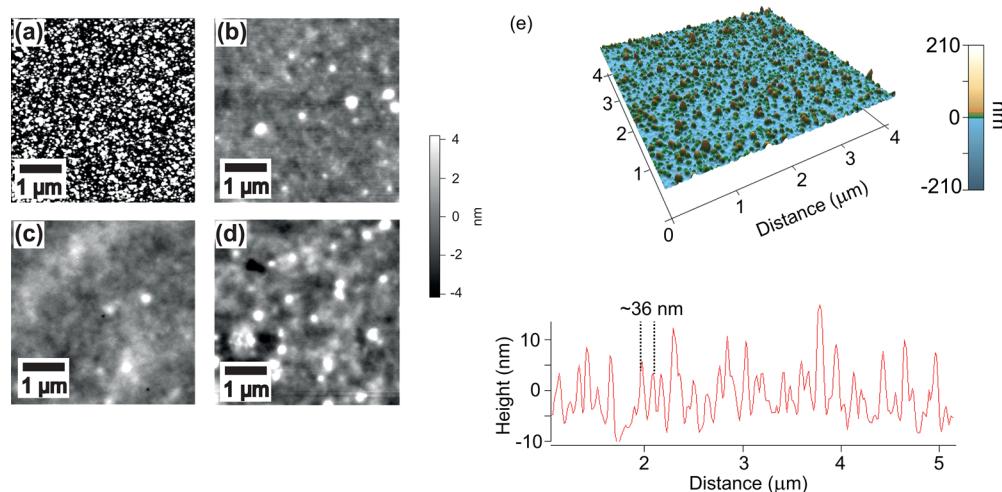 (a)
1 µm
(b)
1 µm
(c)
1 µm
(d)
1 µm
4
2
0
-2
-4
nm
(e)
4
3
2
1
0
1
2
3
4
Distance (µm)
210
0
-210
nm
~36 nm
10
0
-10
Height (nm)
2
3
4
5
Distance (µm)